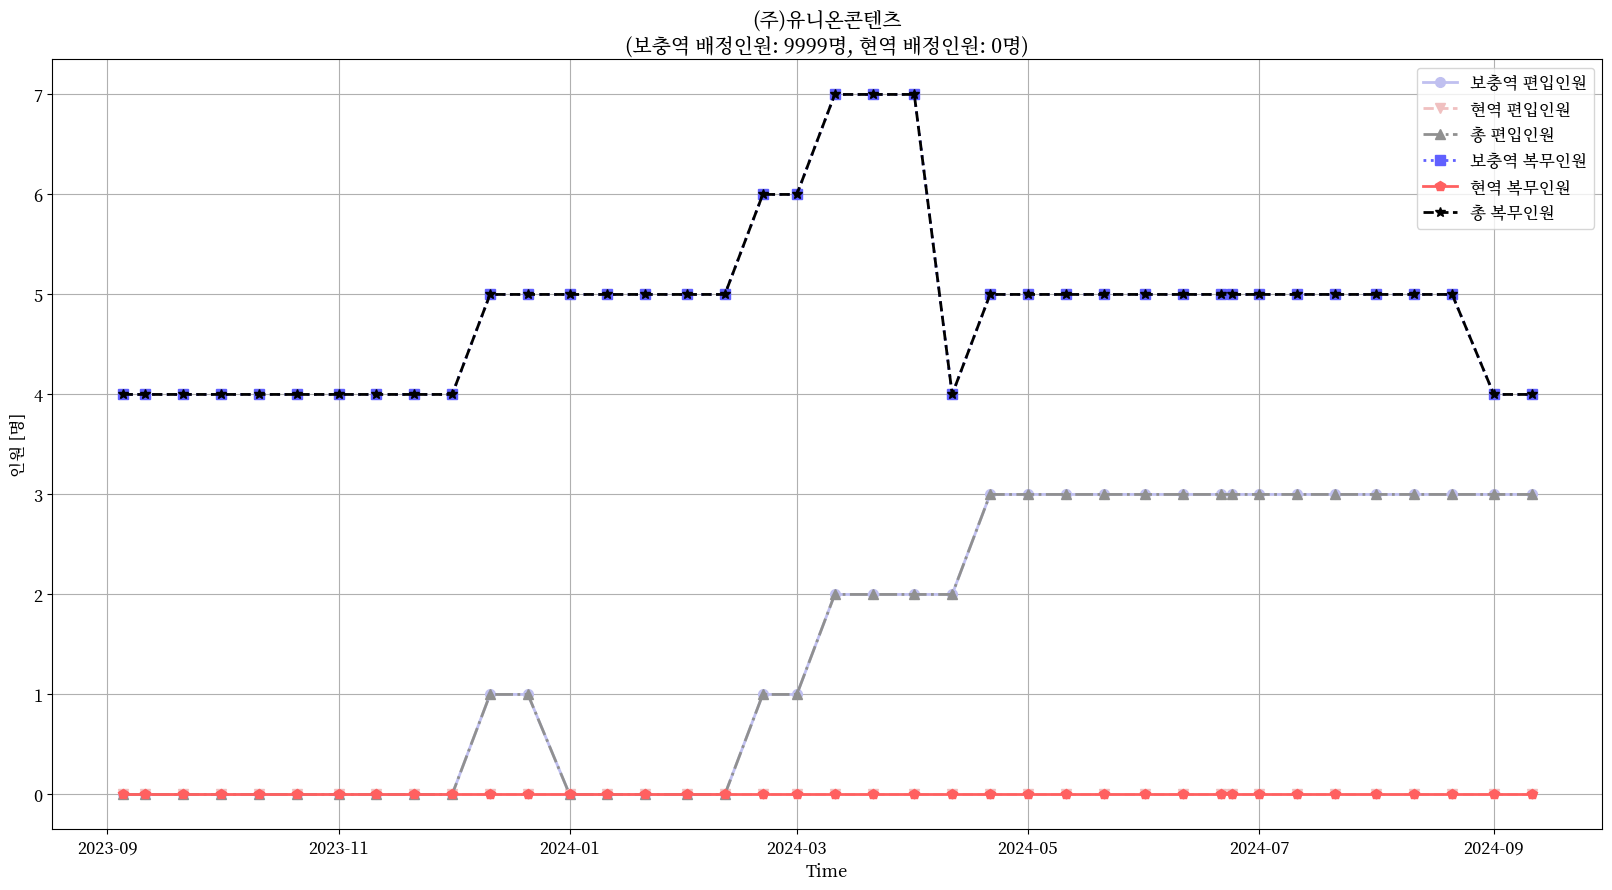 (주)유니온콘텐츠
(보충역 배정인원: 9999명, 현역 배정인원: 0명)
보충역 편입인원
현역 편입인원
총 편입인원
보충역 복무인원
현역 복무인원
총 복무인원
인원 [명]
7
6
5
4
3
2
1
0
2023-09 2023-11 2024-01 2024-03 2024-05 2024-07 2024-09
Time